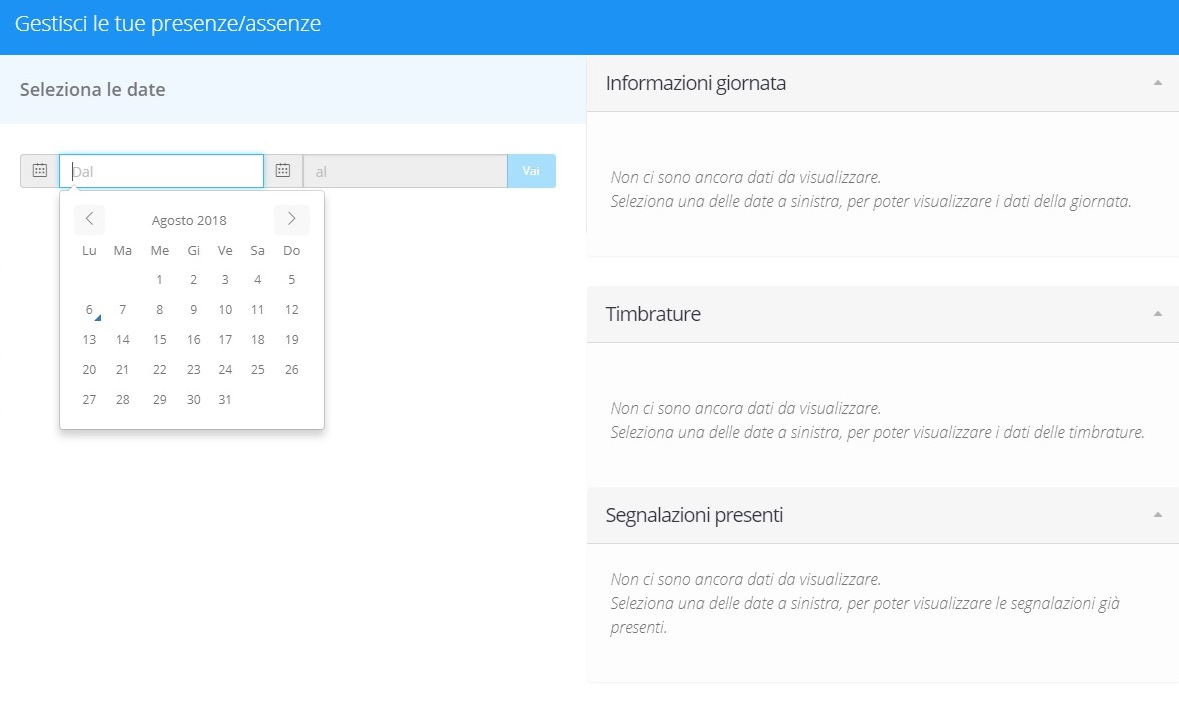 Gestisci le tue presenze/assenze
Seleziona le date
Dal
al
Vai
Agosto 2018
Lu Ma Me Gi Ve Sa Do
1 2 3 4 5
6 7 8 9 10 11 12
13 14 15 16 17 18 19
20 21 22 23 24 25 26
27 28 29 30 31
Informazioni giornata
Non ci sono ancora dati da visualizzare.
Seleziona una delle date a sinistra, per poter visualizzare i dati della giornata.
Timbrature
Non ci sono ancora dati da visualizzare.
Seleziona una delle date a sinistra, per poter visualizzare i dati delle timbrature.
Segnalazioni presenti
Non ci sono ancora dati da visualizzare.
Seleziona una delle date a sinistra, per poter visualizzare le segnalazioni già
presenti.